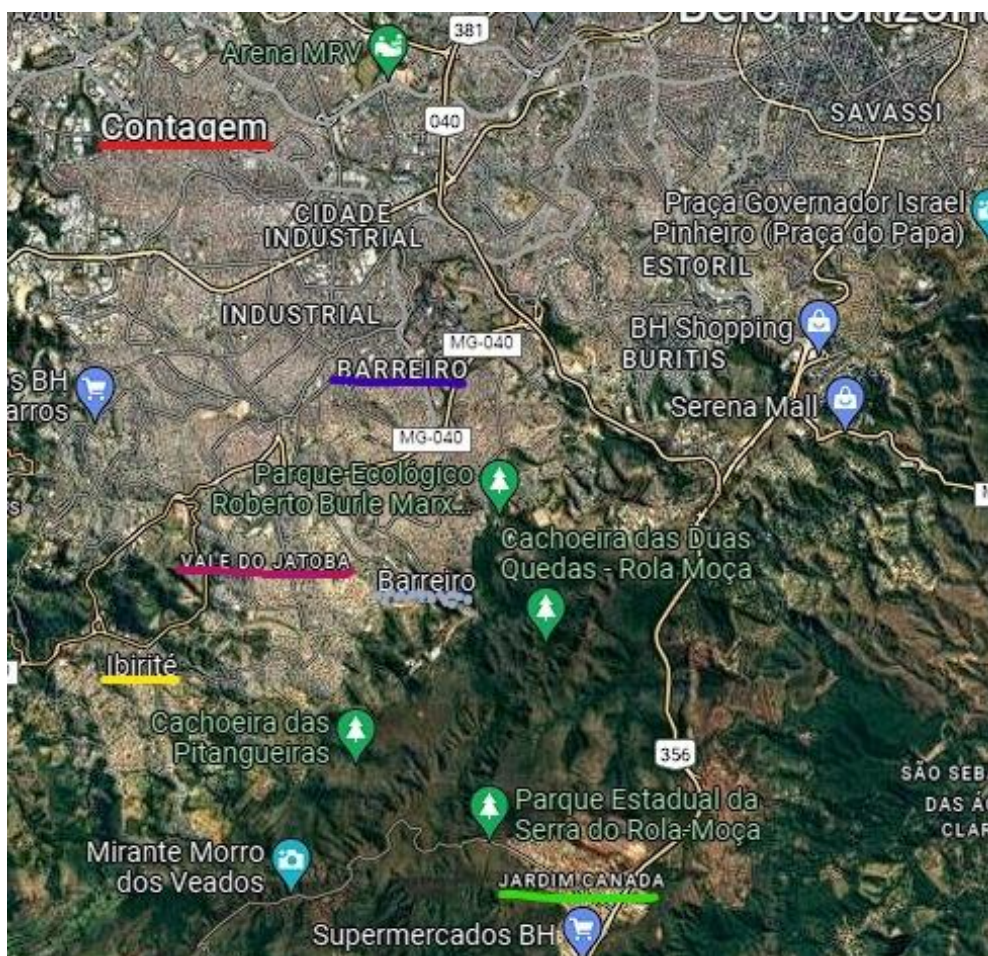 381
Arena MRV
040
Contagem
SAVASSI
CIDADE
INDUSTRIAL
Praça Governador Israel
Pinheiro (Praça do Papa)
ESTORIL
INDUSTRIAL
BH Shopping
MG-040
BURITIS
BARREIRO
s BH
arros
Serena Mall
MG-040
Parque Ecológico
Roberto Burle Marx...
Cachoeira das Duas
Quedas - Rola Moça
VALE DO JATOBA
Barreiro
Ibirité
Cachoeira das
Pitangueiras
356
SÃO SEB
DAS ÁG
CLAR
Parque Estadual da
Serra do Rola-Moça
Mirante Morro
dos Veados
JARDIM CANADA
Supermercados BH